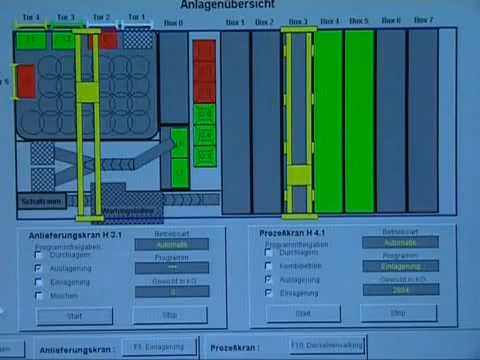 Anlagenübersicht
Tor 4 Tor 3 Tor 2 Tor 1 Box 0 Box 1 Box 2 Box 3 Box 4 Box 5 Box 6 Box 7
Schaltraum
Wartungsbühne
Anlieferungskran H 3.1
Betriebsart
Programmfreigaben:
Automatik
Durchlagern
Programm
Auslagerung
***
Einlagerung
Gewicht in KG
Mischen
0
Start
Stop
Prozeßkran H 4.1
Betriebsart
Programmfreigaben:
Automatik
Durchlagern
Programm
Kombibetrieb
Einlagerung
Auslagerung
Gewicht in KG
Einlagerung
2604
Start
Stop
Anlieferungskran :
F5: Einlagerung
Prozeßkran :
F10: Deckelverwaltung